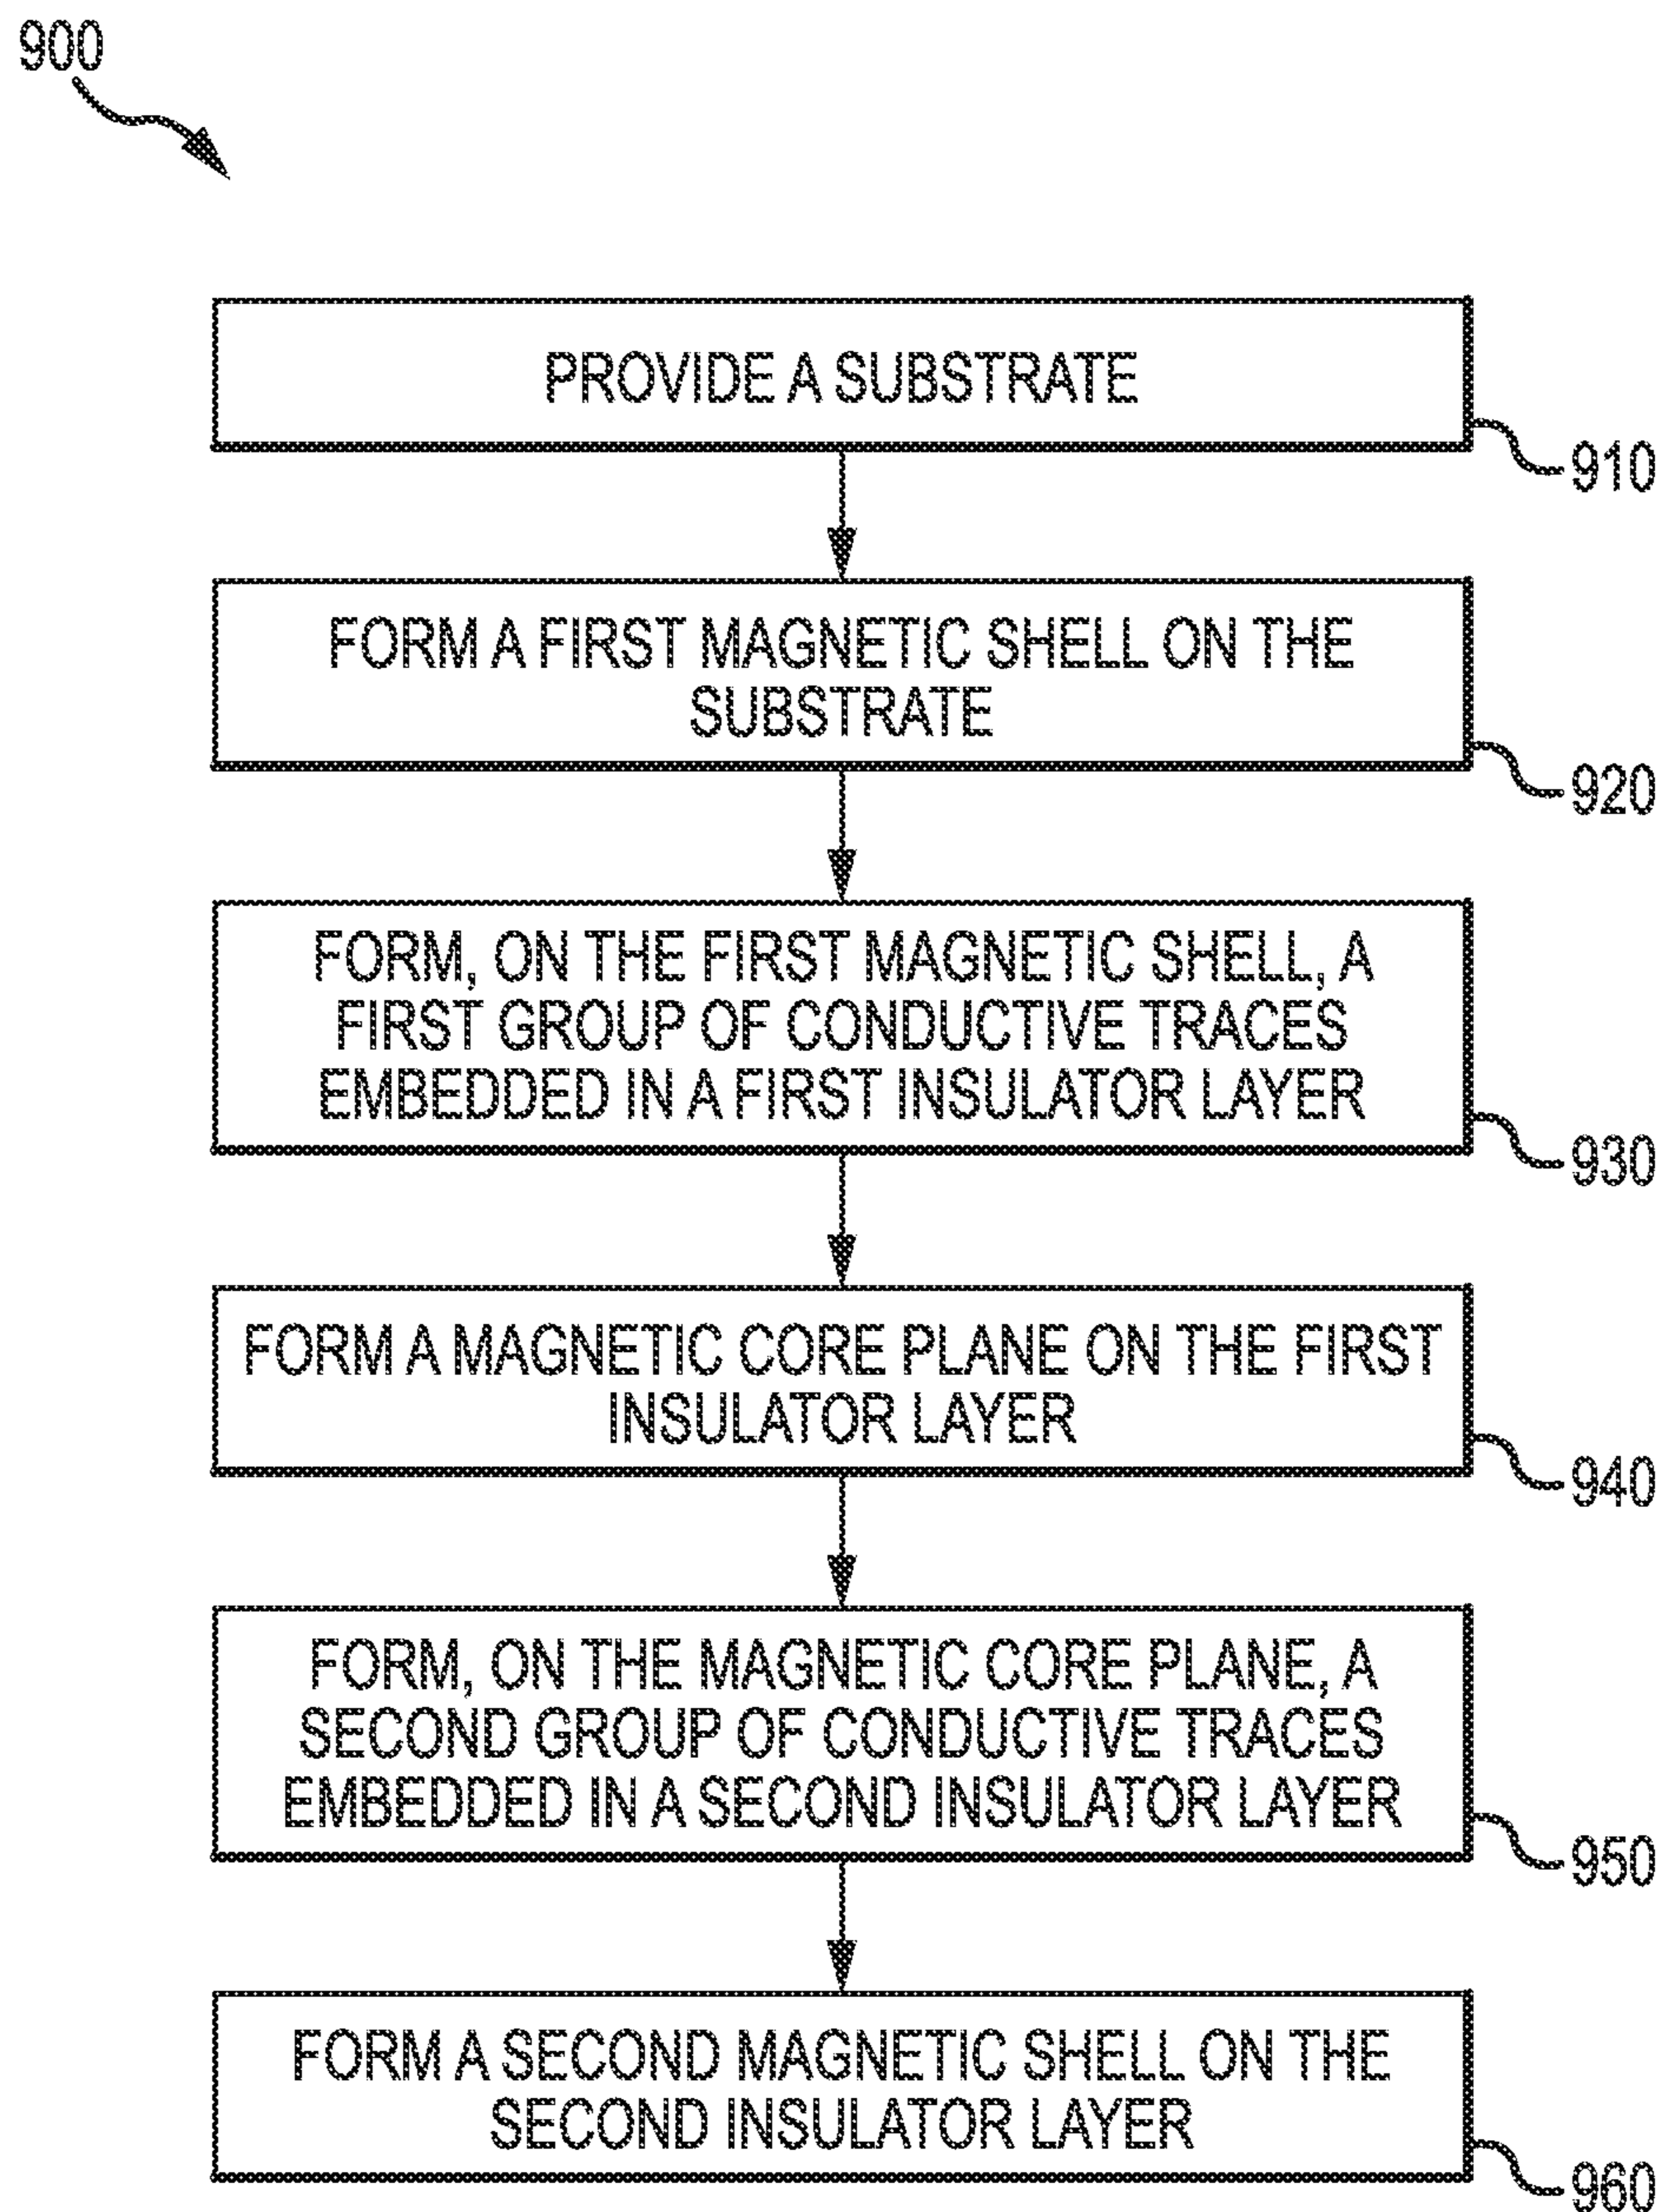 900
PROVIDE A SUBSTRATE
910
FORM A FIRST MAGNETIC SHELL ON THE
SUBSTRATE
920
FORM, ON THE FIRST MAGNETIC SHELL, A
FIRST GROUP OF CONDUCTIVE TRACES
EMBEDDED IN A FIRST INSULATOR LAYER
930
FORM A MAGNETIC CORE PLANE ON THE FIRST
INSULATOR LAYER
940
FORM, ON THE MAGNETIC CORE PLANE, A
SECOND GROUP OF CONDUCTIVE TRACES
EMBEDDED IN A SECOND INSULATOR LAYER
950
FORM A SECOND MAGNETIC SHELL ON THE
SECOND INSULATOR LAYER
960